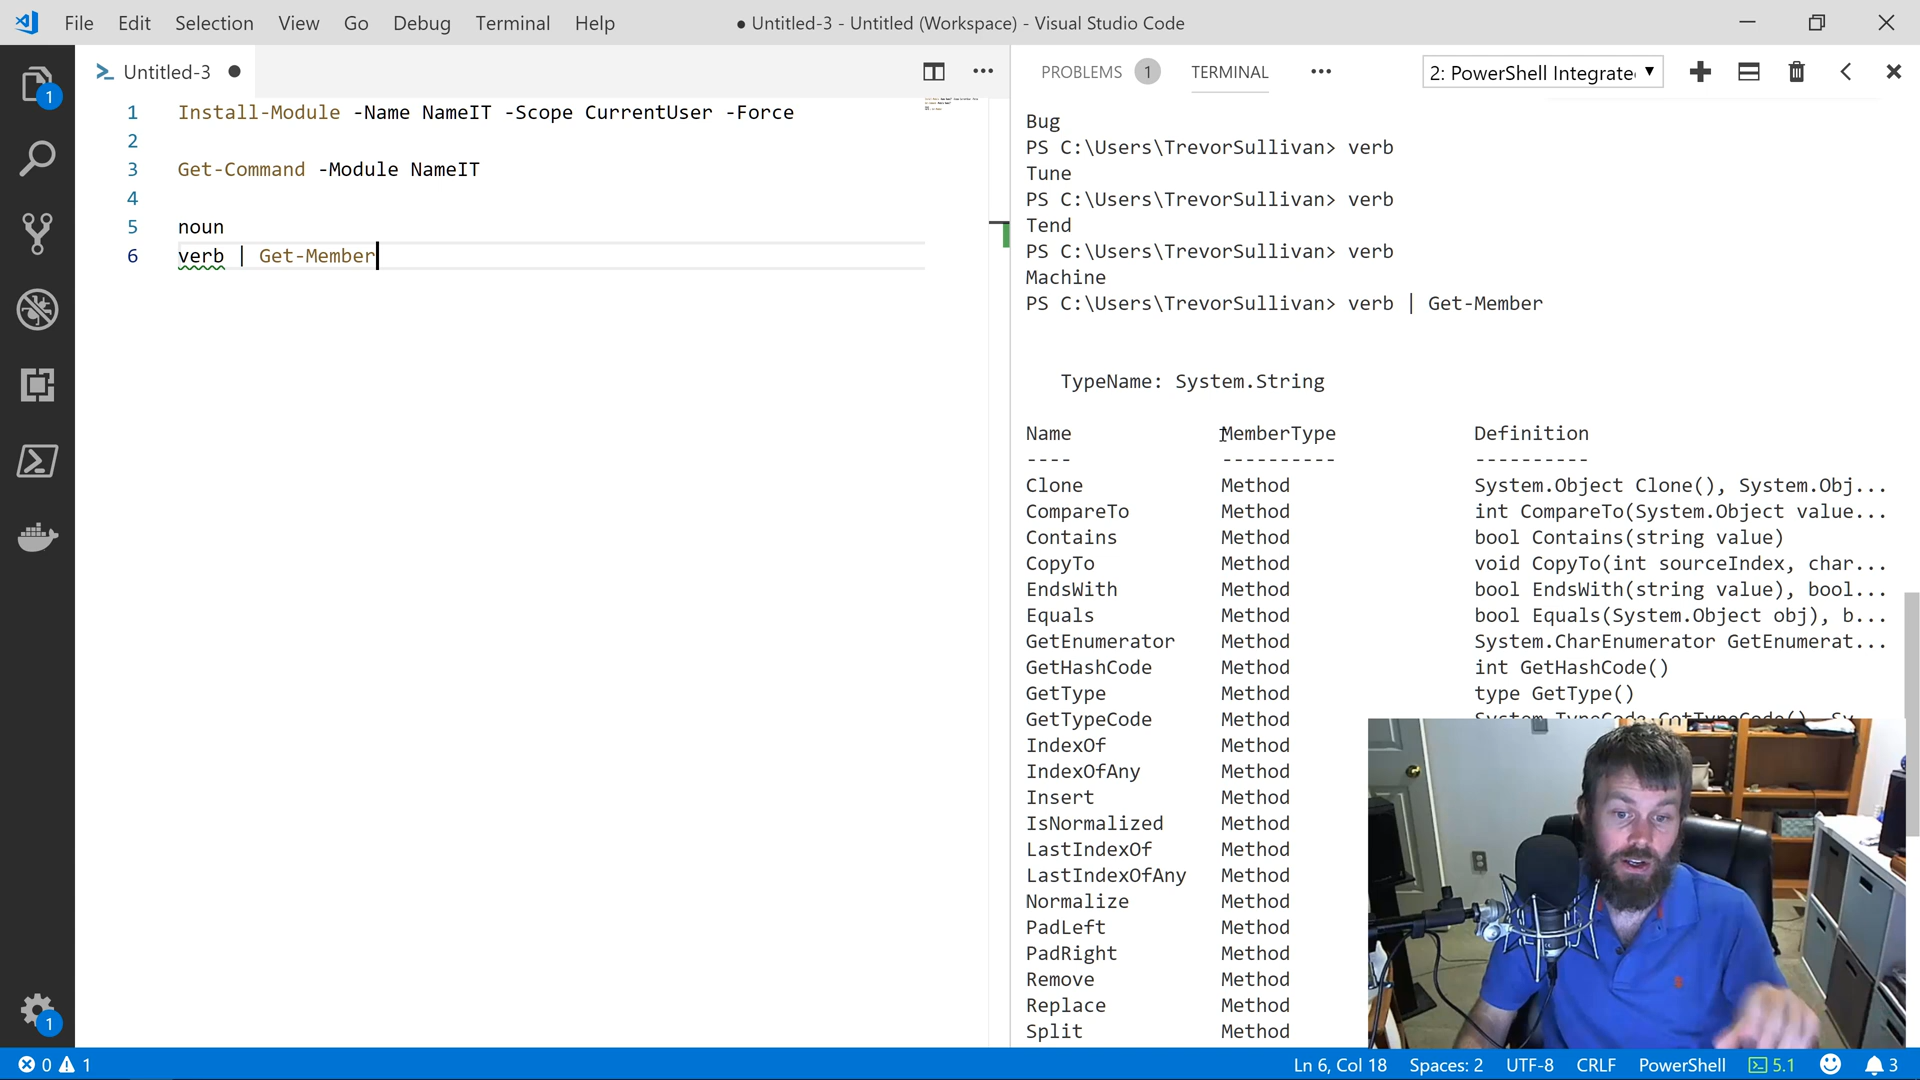 File Edit Selection View Go Debug Terminal Help
● Untitled-3 - Untitled (Workspace) - Visual Studio Code
Untitled-3 ●
1 Install-Module -Name NameIT -Scope CurrentUser -Force
2
3 Get-Command -Module NameIT
4
5 noun
6 verb | Get-Member
PROBLEMS 1 TERMINAL ••• 2: PowerShell Integrate
Bug
PS C:\Users\TrevorSullivan> verb
Tune
PS C:\Users\TrevorSullivan> verb
Tend
PS C:\Users\TrevorSullivan> verb
Machine
PS C:\Users\TrevorSullivan> verb | Get-Member
TypeName: System.String
Name MemberType Definition
---- ---------- ----------
Clone Method System.Object Clone(), System.Obj...
CompareTo Method int CompareTo(System.Object value...
Contains Method bool Contains(string value)
CopyTo Method void CopyTo(int sourceIndex, char...
EndsWith Method bool EndsWith(string value), bool...
Equals Method bool Equals(System.Object obj), b...
GetEnumerator Method System.CharEnumerator GetEnumerat...
GetHashCode Method int GetHashCode()
GetType Method type GetType()
GetTypeCode Method System.TypeCode GetTypeCode(), Sy...
IndexOf Method
IndexOfAny Method
Insert Method
IsNormalized Method
LastIndexOf Method
LastIndexOfAny Method
Normalize Method
PadLeft Method
PadRight Method
Remove Method
Replace Method
Split Method
1
1
0 1 Ln 6, Col 18 Spaces: 2 UTF-8 CRLF PowerShell 5.1 3